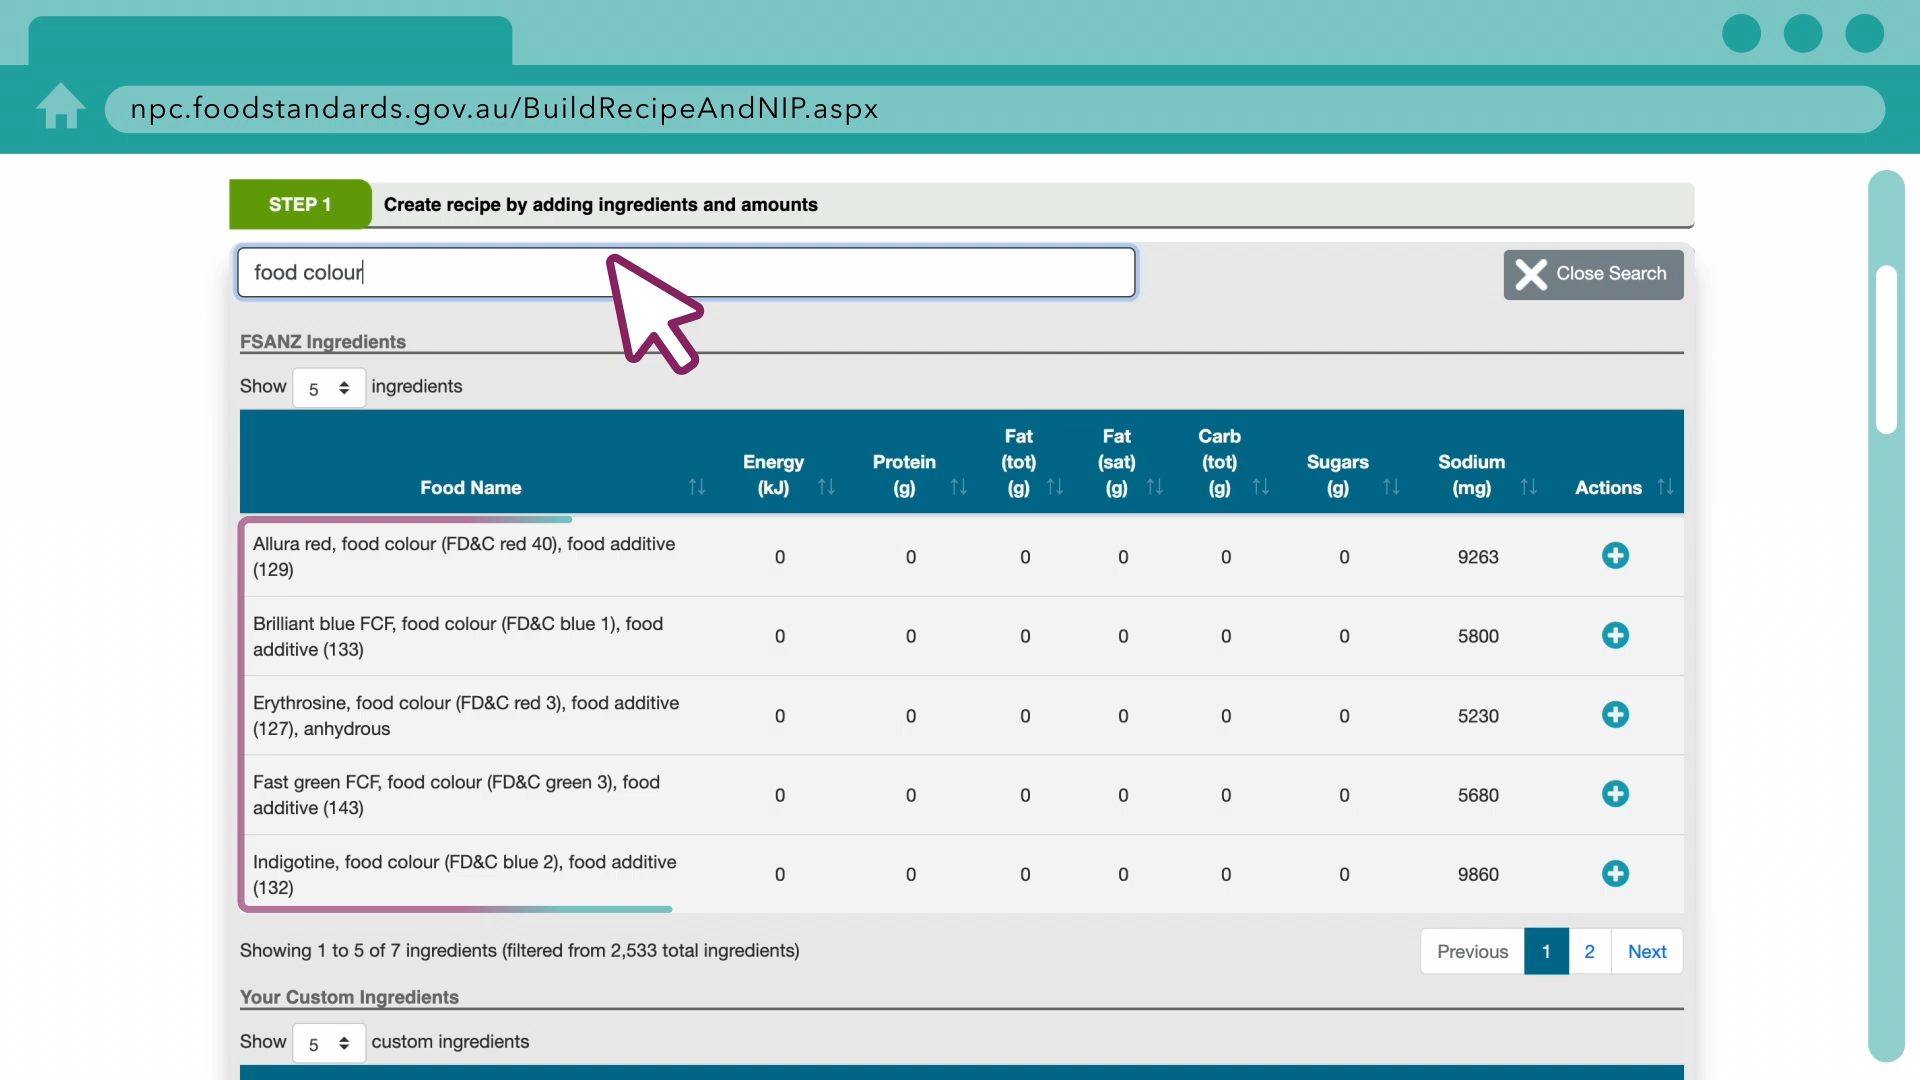 npc.foodstandards.gov.au/BuildRecipeAndNIP.aspx
STEP 1 Create recipe by adding ingredients and amounts
food colour
Close Search
FSANZ Ingredients
Show 5 ingredients
Food Name Energy (kJ) Protein (g) Fat (tot) (g) Fat (sat) (g) Carb (tot) (g) Sugars (g) Sodium (mg) Actions
Allura red, food colour (FD&C red 40), food additive
(129)
0 0 0 0 0 0 9263
Brilliant blue FCF, food colour (FD&C blue 1), food
additive (133)
0 0 0 0 0 0 5800
Erythrosine, food colour (FD&C red 3), food additive
(127), anhydrous
0 0 0 0 0 0 5230
Fast green FCF, food colour (FD&C green 3), food
additive (143)
0 0 0 0 0 0 5680
Indigotine, food colour (FD&C blue 2), food additive
(132)
0 0 0 0 0 0 9860
Showing 1 to 5 of 7 ingredients (filtered from 2,533 total ingredients)
Previous 1 2 Next
Your Custom Ingredients
Show 5 custom ingredients